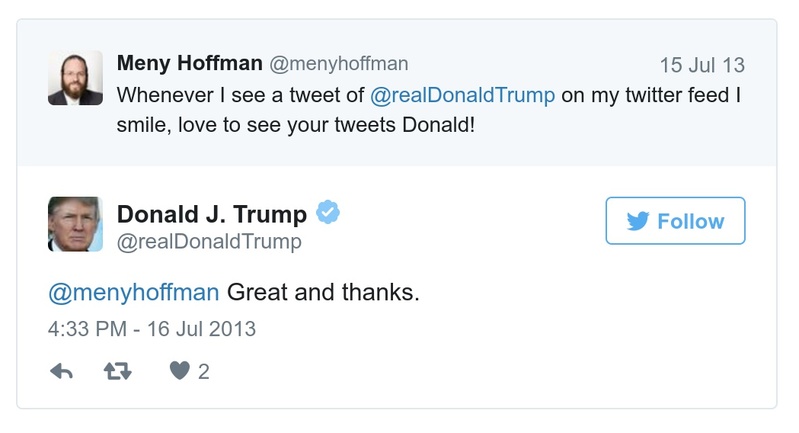 Meny Hoffman @menyhoffman 15 Jul 13
Whenever I see a tweet of @realDonaldTrump on my twitter feed I
smile, love to see your tweets Donald!
Donald J. Trump
@realDonaldTrump
Follow
@menyhoffman Great and thanks.
4:33 PM - 16 Jul 2013
2